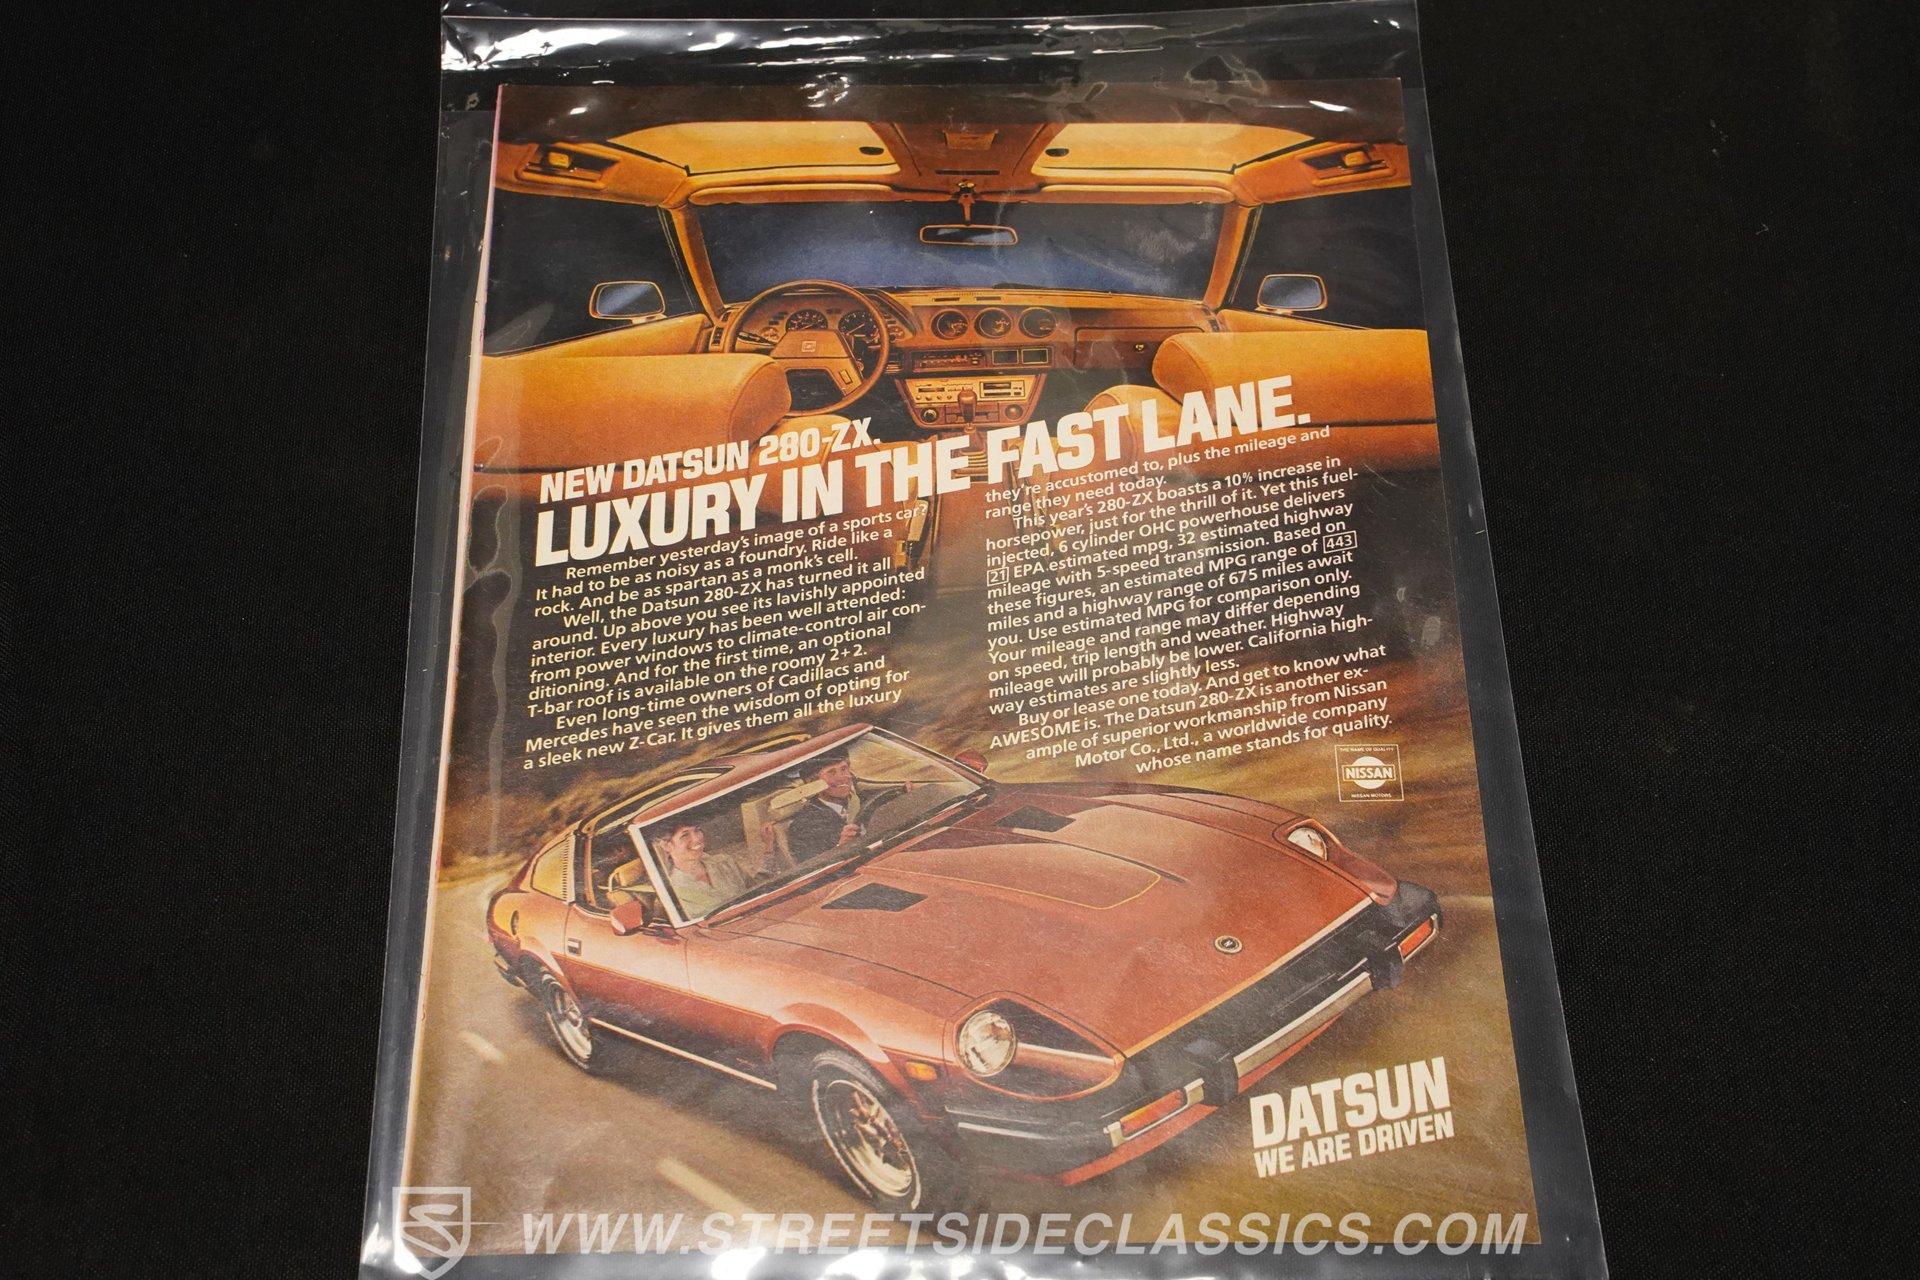 NEW DATSUN 280-ZX.
LUXURY IN THE FAST LANE.
Remember yesterday's image of a sports car?
It had to be as noisy as a foundry. Ride like a
rock. And be as spartan as a monk's cell.
Well, the Datsun 280-ZX has turned it all
around. Up above you see its lavishly appointed
interior. Every luxury has been well attended:
from power windows to climate-control air con-
ditioning. And for the first time, an optional
T-bar roof is available on the roomy 2+2.
Even long-time owners of Cadillacs and
Mercedes have seen the wisdom of opting for
a sleek new Z-Car. It gives them all the luxury
they're accustomed to, plus the mileage and
range they need today.
This year's 280-ZX boasts a 10% increase in
horsepower, just for the thrill of it. Yet this fuel-
injected, 6 cylinder OHC powerhouse delivers
21 EPA estimated mpg, 32 estimated highway
mileage with 5-speed transmission. Based on
these figures, an estimated MPG range of 443
miles and a highway range of 675 miles await
you. Use estimated MPG for comparison only.
Your mileage and range may differ depending
on speed, trip length and weather. Highway
mileage will probably be lower. California high-
way estimates are slightly less.
Buy or lease one today. And get to know what
AWESOME is. The Datsun 280-ZX is another ex-
ample of superior workmanship from Nissan
Motor Co., Ltd., a worldwide company
whose name stands for quality.
THE NAME OF QUALITY
NISSAN
NISSAN MOTORS
DATSUN
WE ARE DRIVEN
S WWW.STREETSIDECLASSICS.COM